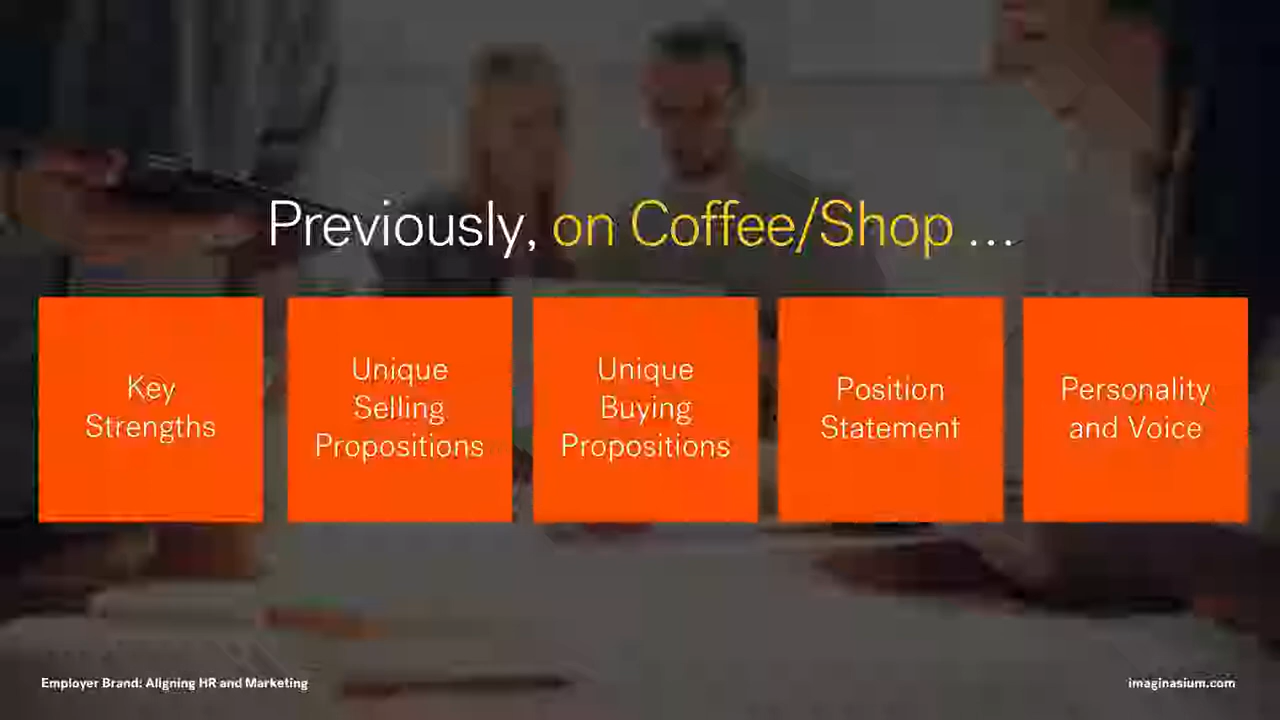 Previously, on Coffee/Shop ...
Key
Strengths
Unique
Selling
Propositions
Unique
Buying
Propositions
Position
Statement
Personality
and Voice
Employer Brand: Aligning HR and Marketing
imaginasium.com